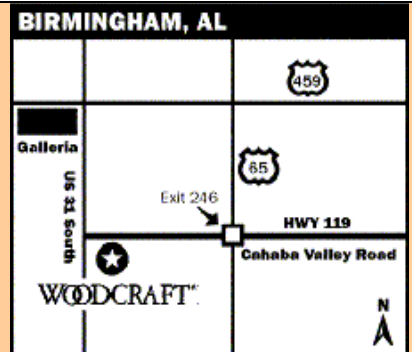 BIRMINGHAM, AL
459
Galleria
65
US 31 South
Exit 246
HWY 119
Cahaba Valley Road
WOODCRAFT
N